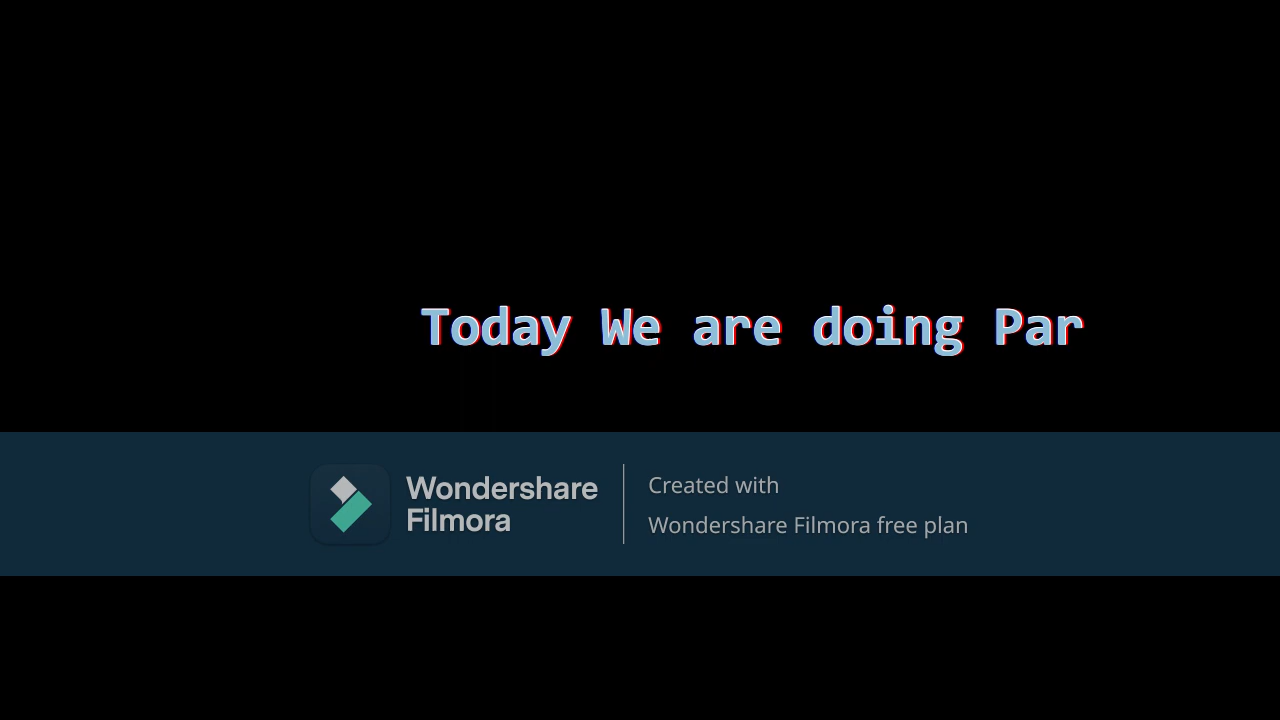 Today We are doing Par
Wondershare
Filmora
Created with
Wondershare Filmora free plan